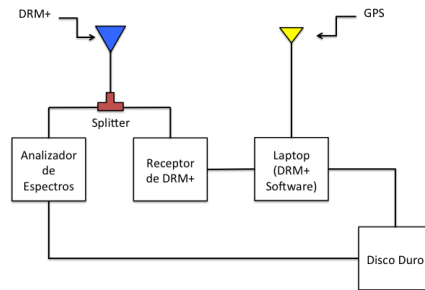 DRM+
GPS
Splitter
Analizador
de
Espectros
Receptor
de DRM+
Laptop
(DRM+
Software)
Disco Duro